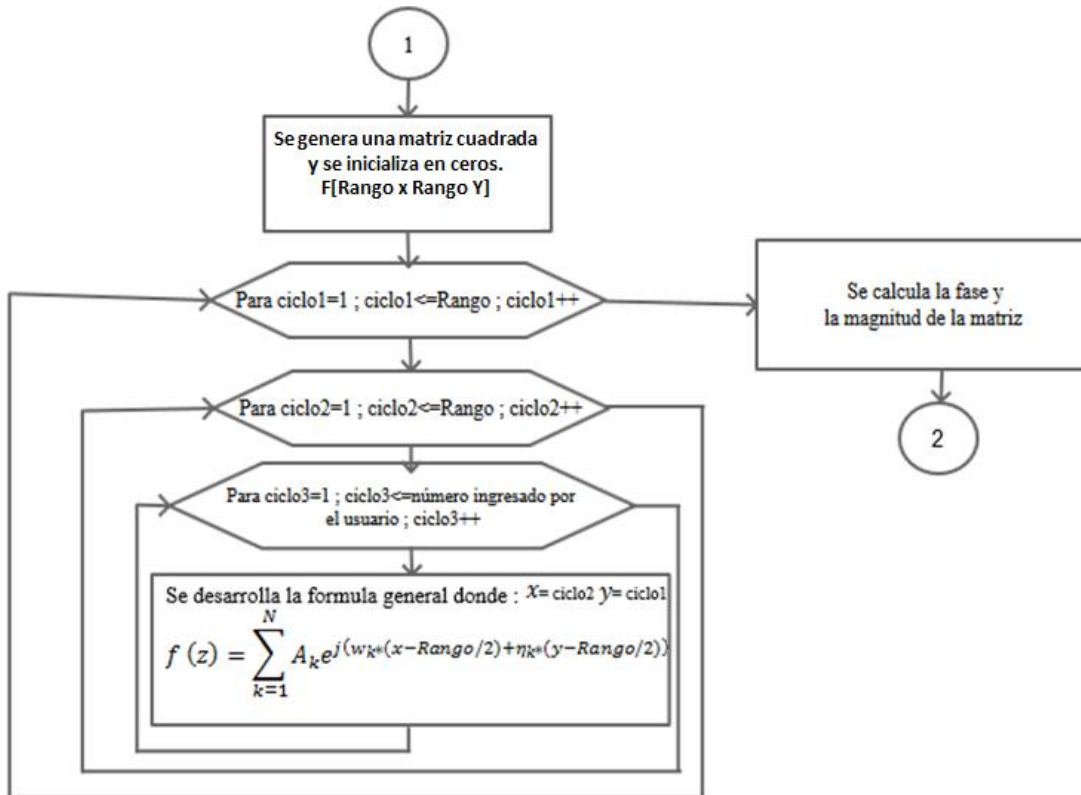 1
Se genera una matriz cuadrada
y se inicializa en ceros.
F[Rango x Rango Y]
Para ciclo1=1 ; ciclo1<=Rango ; ciclo1++
Se calcula la fase y
la magnitud de la matriz
2
Para ciclo2=1 ; ciclo2<=Rango ; ciclo2++
Para ciclo3=1 ; ciclo3<=número ingresado por
el usuario ; ciclo3++
Se desarrolla la formula general donde : x= ciclo2 y= ciclo1
f (z) = ∑_{k=1}^{N} A_k e^{j(w_k*(x−Rango/2)+η_k*(y−Rango/2))}